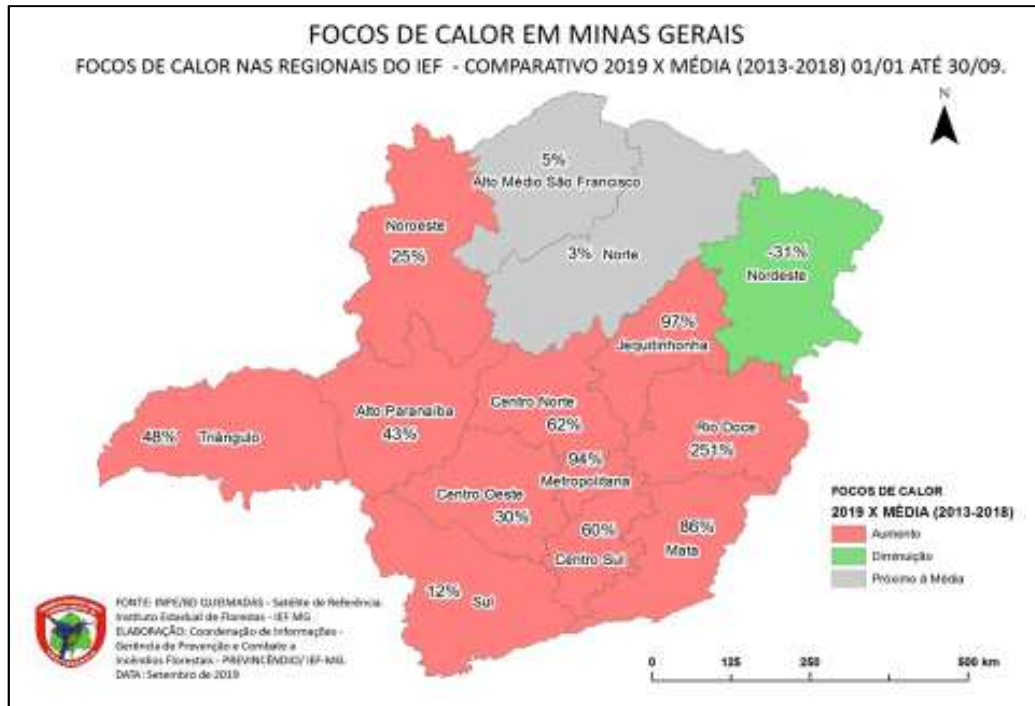 FOCOS DE CALOR EM MINAS GERAIS
FOCOS DE CALOR NAS REGIONAIS DO IEF - COMPARATIVO 2019 X MÉDIA (2013-2018) 01/01 ATÉ 30/09.
N
5%
Alto Médio São Francisco
Noroeste
25%
3% Norte
-31%
Nordeste
97%
Jequitinhonha
Alto Paranaíba
43%
Centro Norte
62%
Rio Doce
251%
48% Triângulo
94%
Metropolitana
Centro Oeste
30%
60%
Centro Sul
86%
Mata
12% Sul
FOCOS DE CALOR
2019 X MÉDIA (2013-2018)
Aumento
Diminuição
Próximo à Média
FONTE: INPE/BD QUEIMADAS - Satélite de Referência.
Instituto Estadual de Florestas - IEF MG
ELABORAÇÃO: Coordenação de Informações -
Gerência de Prevenção e Combate a
Incêndios Florestais - PREVINCÊNDIO/ IEF-MG.
DATA: Setembro de 2019
0 125 250 500 km